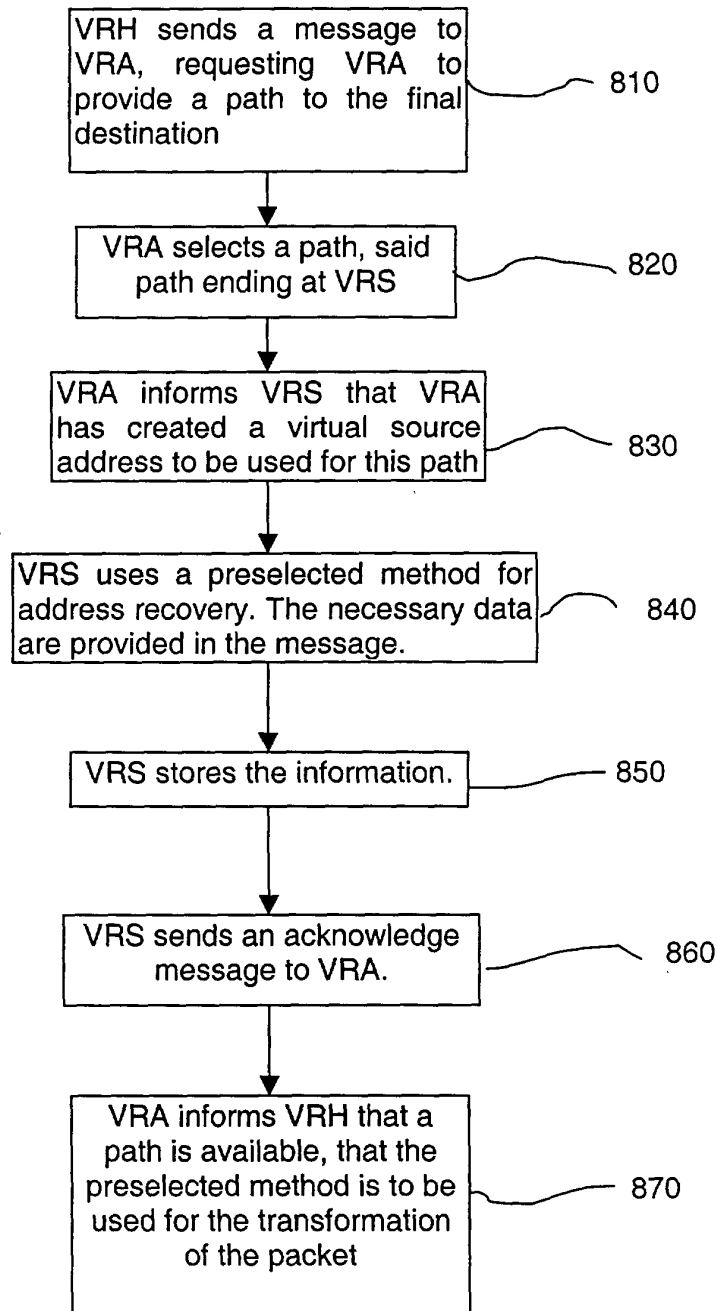 VRH sends a message to
VRA, requesting VRA to
provide a path to the final
destination
810
VRA selects a path, said
path ending at VRS
820
VRA informs VRS that VRA
has created a virtual source
address to be used for this path
830
VRS uses a preselected method for
address recovery. The necessary data
are provided in the message.
840
VRS stores the information.
850
VRS sends an acknowledge
message to VRA.
860
VRA informs VRH that a
path is available, that the
preselected method is to be
used for the transformation
of the packet
870